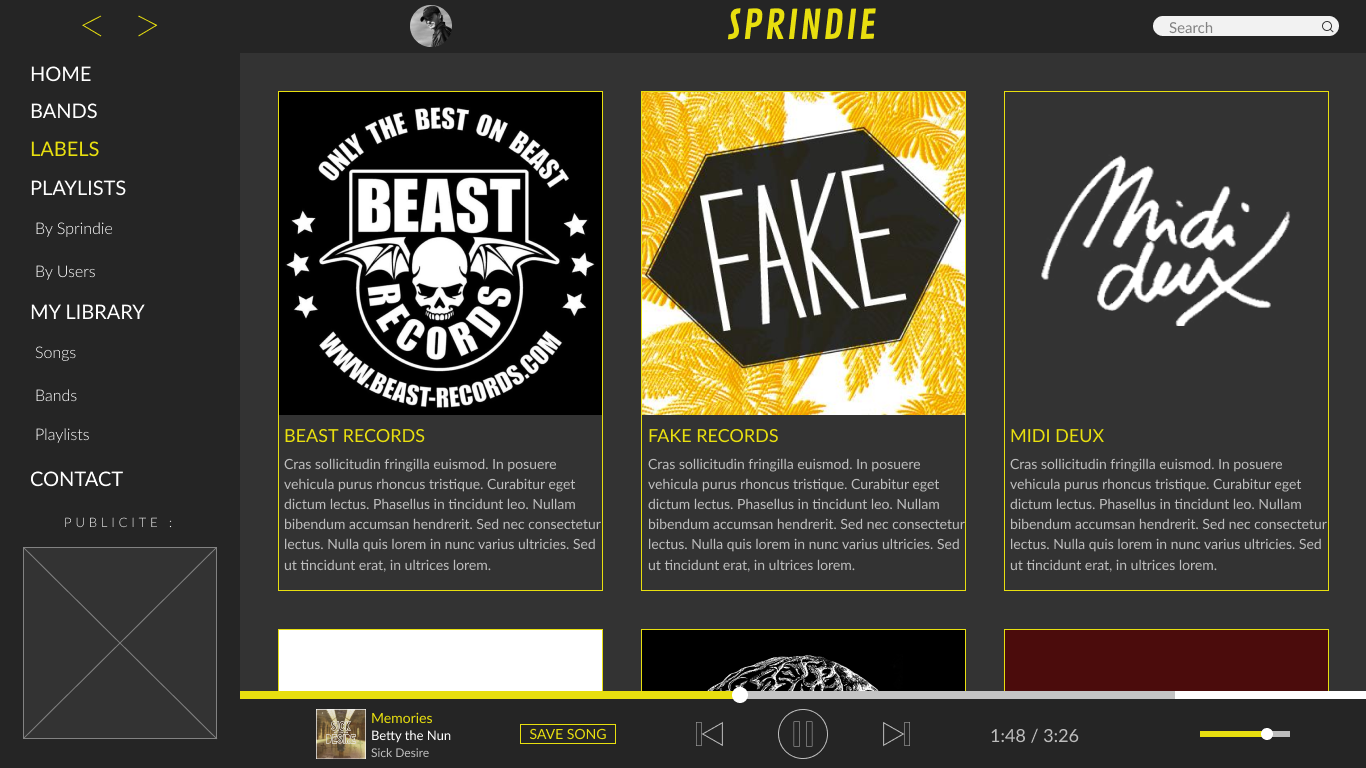 < >
SPRINDIE
Search
HOME
BANDS
LABELS
PLAYLISTS
By Sprindie
By Users
MY LIBRARY
Songs
Bands
Playlists
CONTACT
PUBLICITE :
ONLY THE BEST ON BEAST
BEAST
RECORDS
WWW.BEAST-RECORDS.COM
BEAST RECORDS
Cras sollicitudin fringilla euismod. In posuere
vehicula purus rhoncus tristique. Curabitur eget
dictum lectus. Phasellus in tincidunt leo. Nullam
bibendum accumsan hendrerit. Sed nec consectetur
lectus. Nulla quis lorem in nunc varius ultricies. Sed
ut tincidunt erat, in ultrices lorem.
FAKE
FAKE RECORDS
Cras sollicitudin fringilla euismod. In posuere
vehicula purus rhoncus tristique. Curabitur eget
dictum lectus. Phasellus in tincidunt leo. Nullam
bibendum accumsan hendrerit. Sed nec consectetur
lectus. Nulla quis lorem in nunc varius ultricies. Sed
ut tincidunt erat, in ultrices lorem.
Midi
deux
MIDI DEUX
Cras sollicitudin fringilla euismod. In posuere
vehicula purus rhoncus tristique. Curabitur eget
dictum lectus. Phasellus in tincidunt leo. Nullam
bibendum accumsan hendrerit. Sed nec consectetur
lectus. Nulla quis lorem in nunc varius ultricies. Sed
ut tincidunt erat, in ultrices lorem.
SICK
DESIRE
Memories
Betty the Nun
Sick Desire
SAVE SONG
1:48 / 3:26